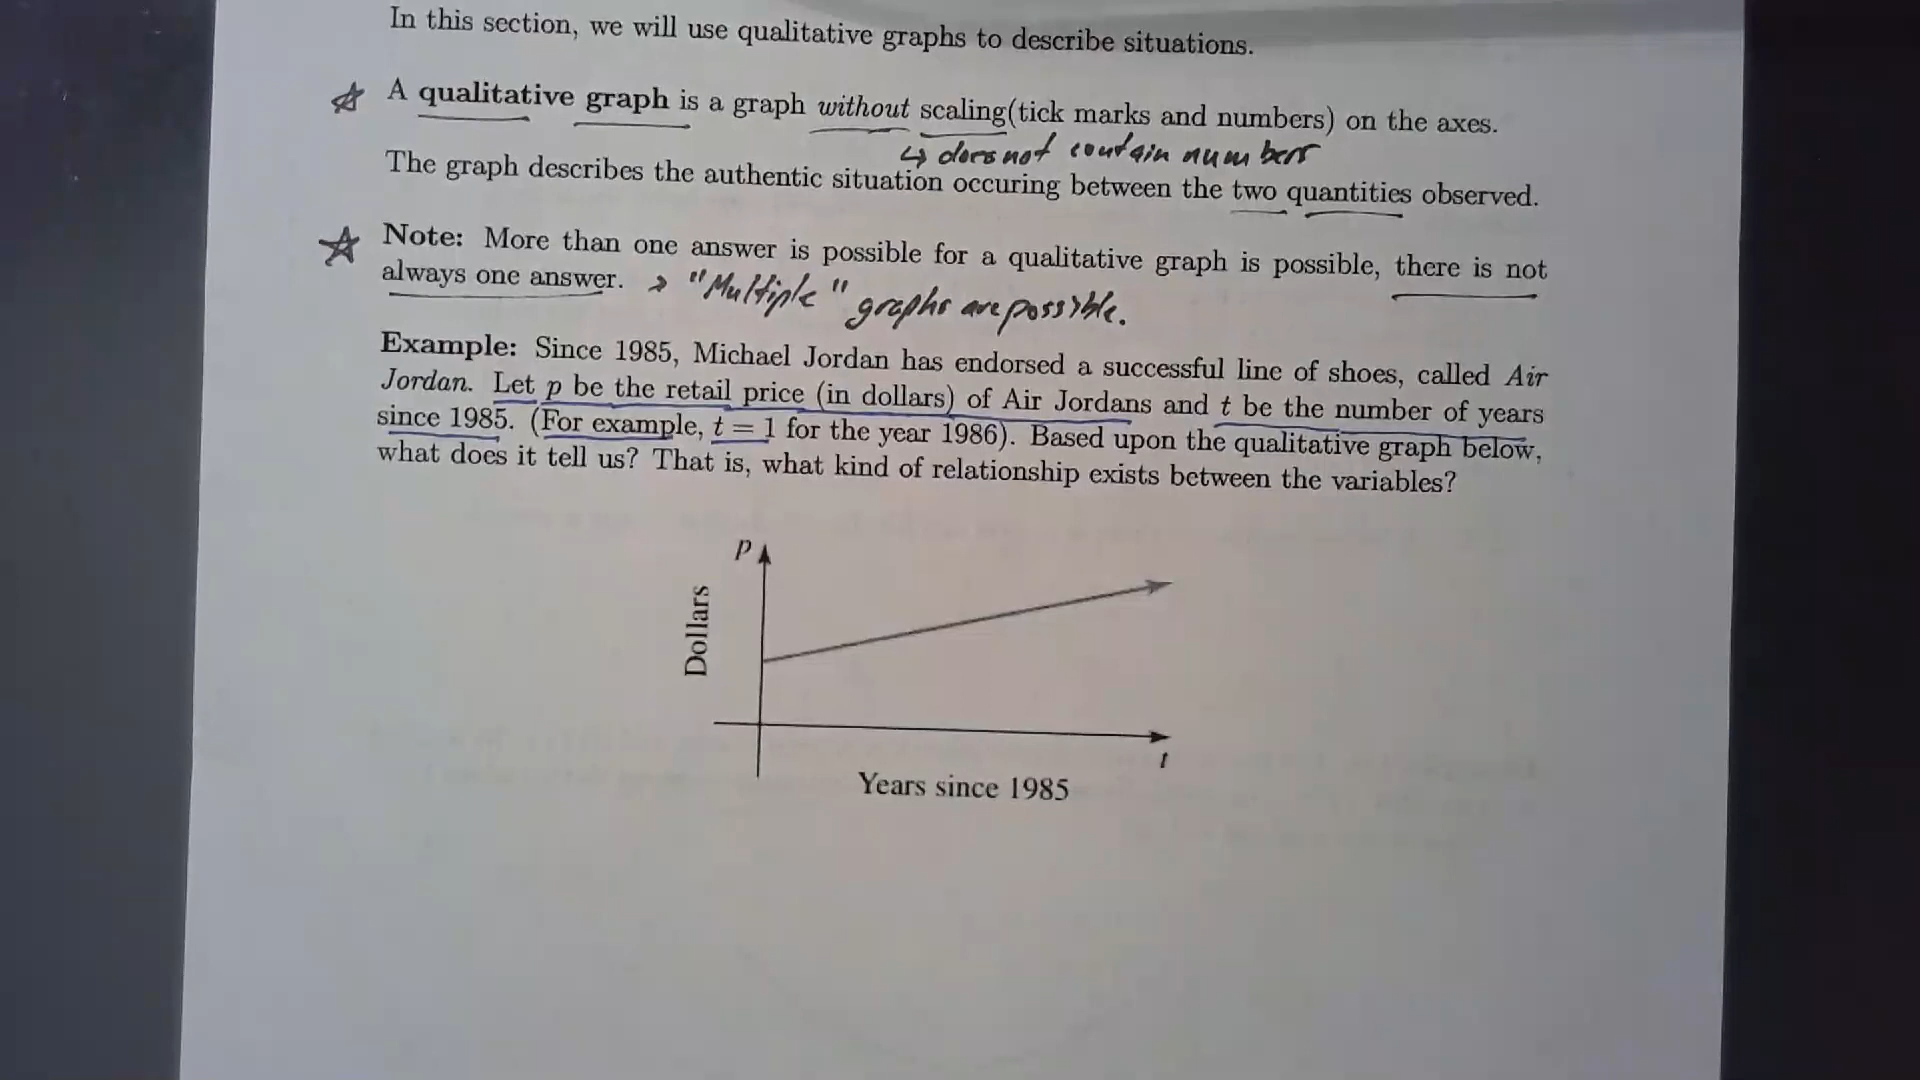 In this section, we will use qualitative graphs to describe situations.
A qualitative graph is a graph without scaling(tick marks and numbers) on the axes.
↳ does not contain numbers
The graph describes the authentic situation occuring between the two quantities observed.
Note: More than one answer is possible for a qualitative graph is possible, there is not
always one answer. → "Multiple" graphs are possible.
Example: Since 1985, Michael Jordan has endorsed a successful line of shoes, called Air
Jordan. Let p be the retail price (in dollars) of Air Jordans and t be the number of years
since 1985. (For example, t = 1 for the year 1986). Based upon the qualitative graph below,
what does it tell us? That is, what kind of relationship exists between the variables?
p
Dollars
t
Years since 1985